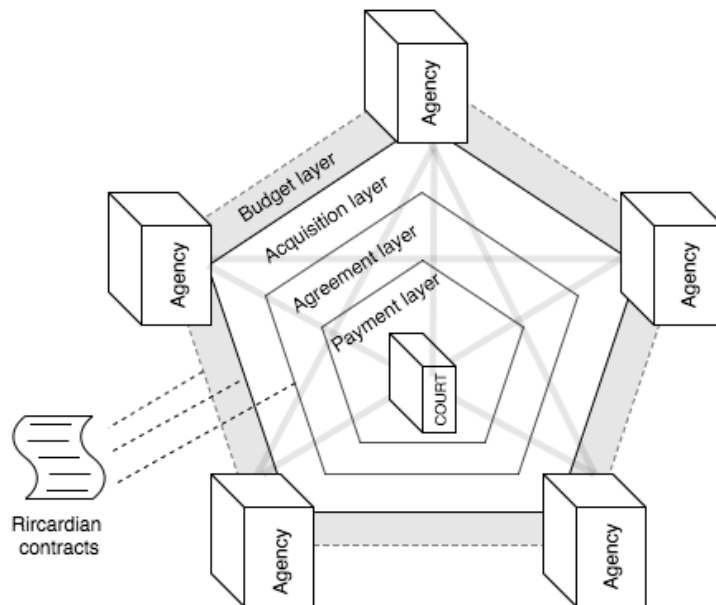 Agency
Budget layer
Acquisition layer
Agency
Agency
Agreement layer
Payment layer
COURT
Rircardian
contracts
Agency
Agency